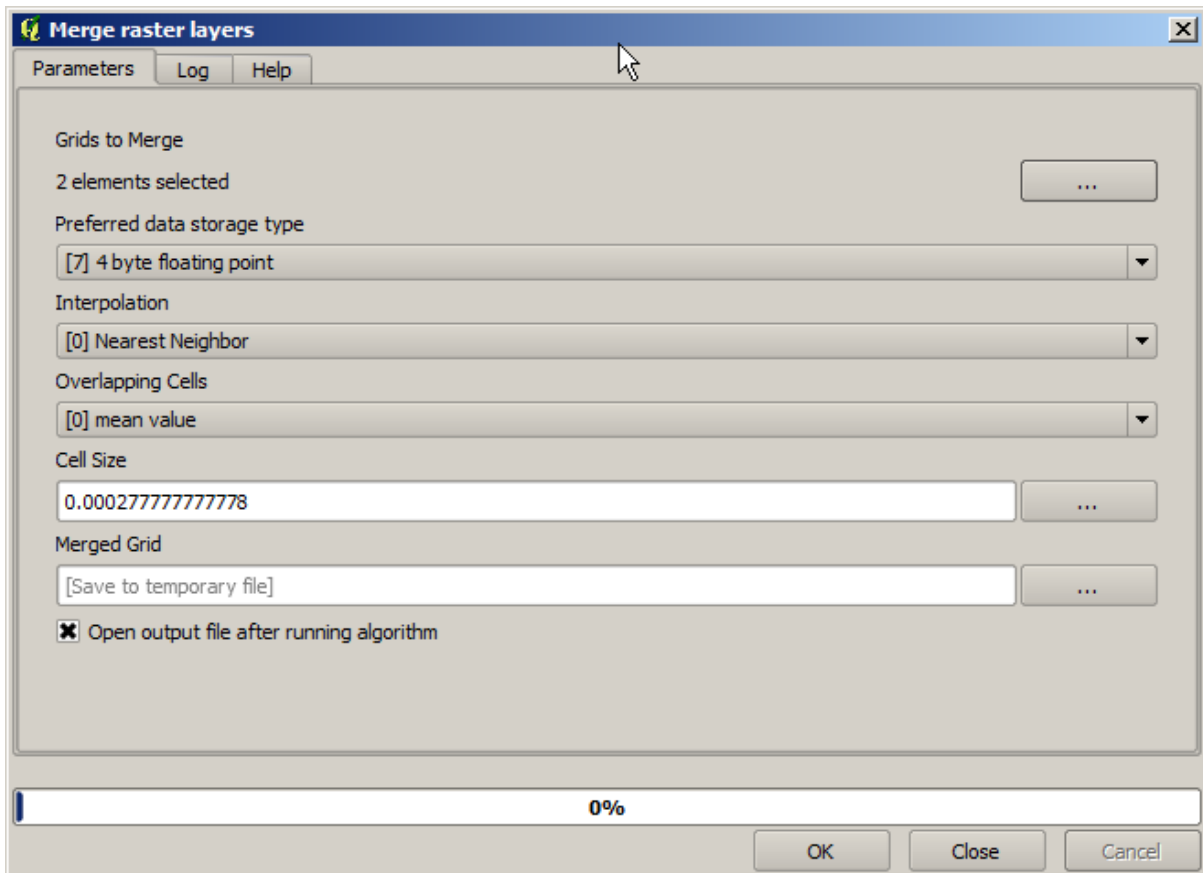 Merge raster layers
Parameters Log Help
Grids to Merge
2 elements selected
...
Preferred data storage type
[7] 4 byte floating point
Interpolation
[0] Nearest Neighbor
Overlapping Cells
[0] mean value
Cell Size
0.000277777777778
...
Merged Grid
[Save to temporary file]
...
Open output file after running algorithm
0%
OK Close Cancel